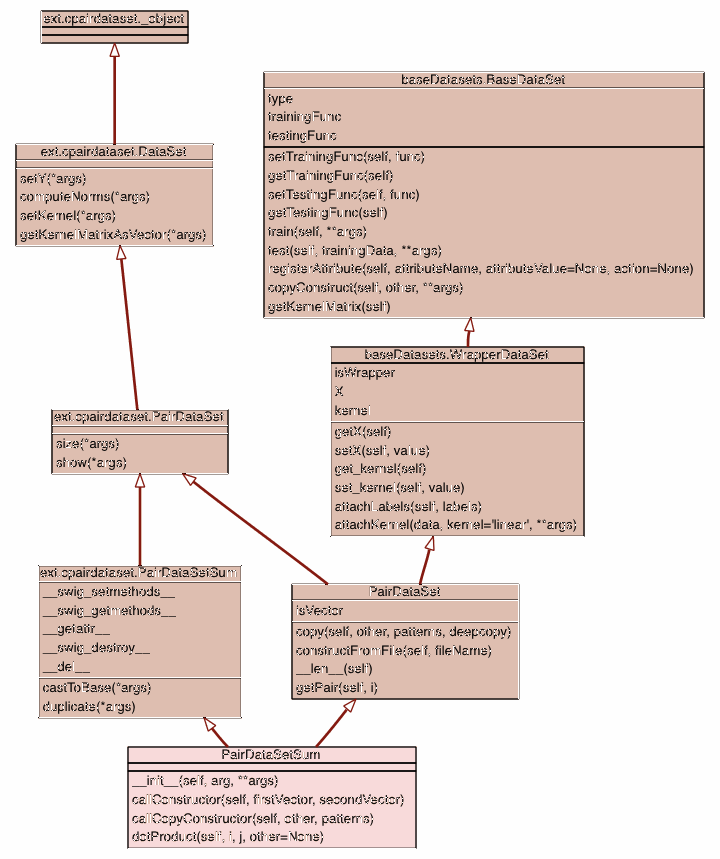 ext.cpairdataset._object
baseDatasets.BaseDataSet
type
trainingFunc
testingFunc
setTrainingFunc(self, func)
getTrainingFunc(self)
setTestingFunc(self, func)
getTestingFunc(self)
train(self, **args)
test(self, trainingData, **args)
registerAttribute(self, attributeName, attributeValue=None, action=None)
copyConstruct(self, other, **args)
getKernelMatrix(self)
ext.cpairdataset.DataSet
setY(*args)
computeNorms(*args)
setKernel(*args)
getKernelMatrixAsVector(*args)
baseDatasets.WrapperDataSet
isWrapper
X
kernel
getX(self)
setX(self, value)
get_kernel(self)
set_kernel(self, value)
attachLabels(self, labels)
attachKernel(data, kernel='linear', **args)
ext.cpairdataset.PairDataSet
size(*args)
show(*args)
ext.cpairdataset.PairDataSetSum
__swig_setmethods__
__swig_getmethods__
__getattr__
__swig_destroy__
__del__
castToBase(*args)
duplicate(*args)
PairDataSet
isVector
copy(self, other, patterns, deepcopy)
constructFromFile(self, fileName)
__len__(self)
getPair(self, i)
PairDataSetSum
__init__(self, arg, **args)
callConstructor(self, firstVector, secondVector)
callCopyConstructor(self, other, patterns)
dotProduct(self, i, j, other=None)